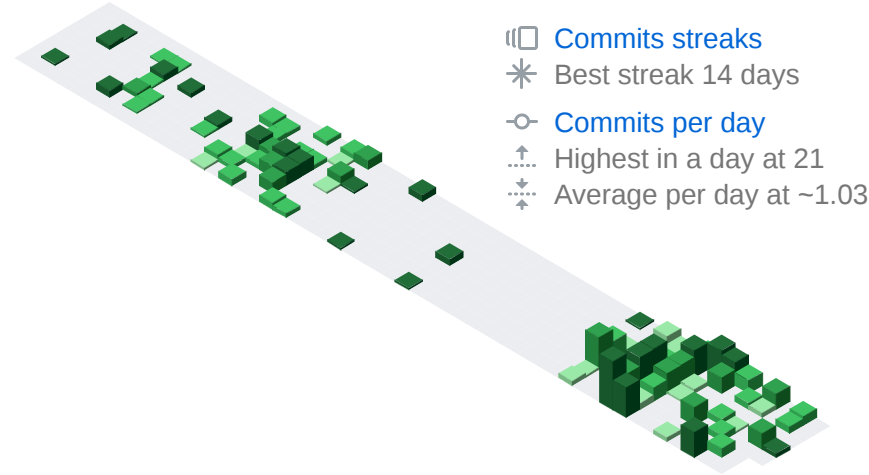 Commits streaks
Best streak 14 days
Commits per day
Highest in a day at 21
Average per day at ~1.03